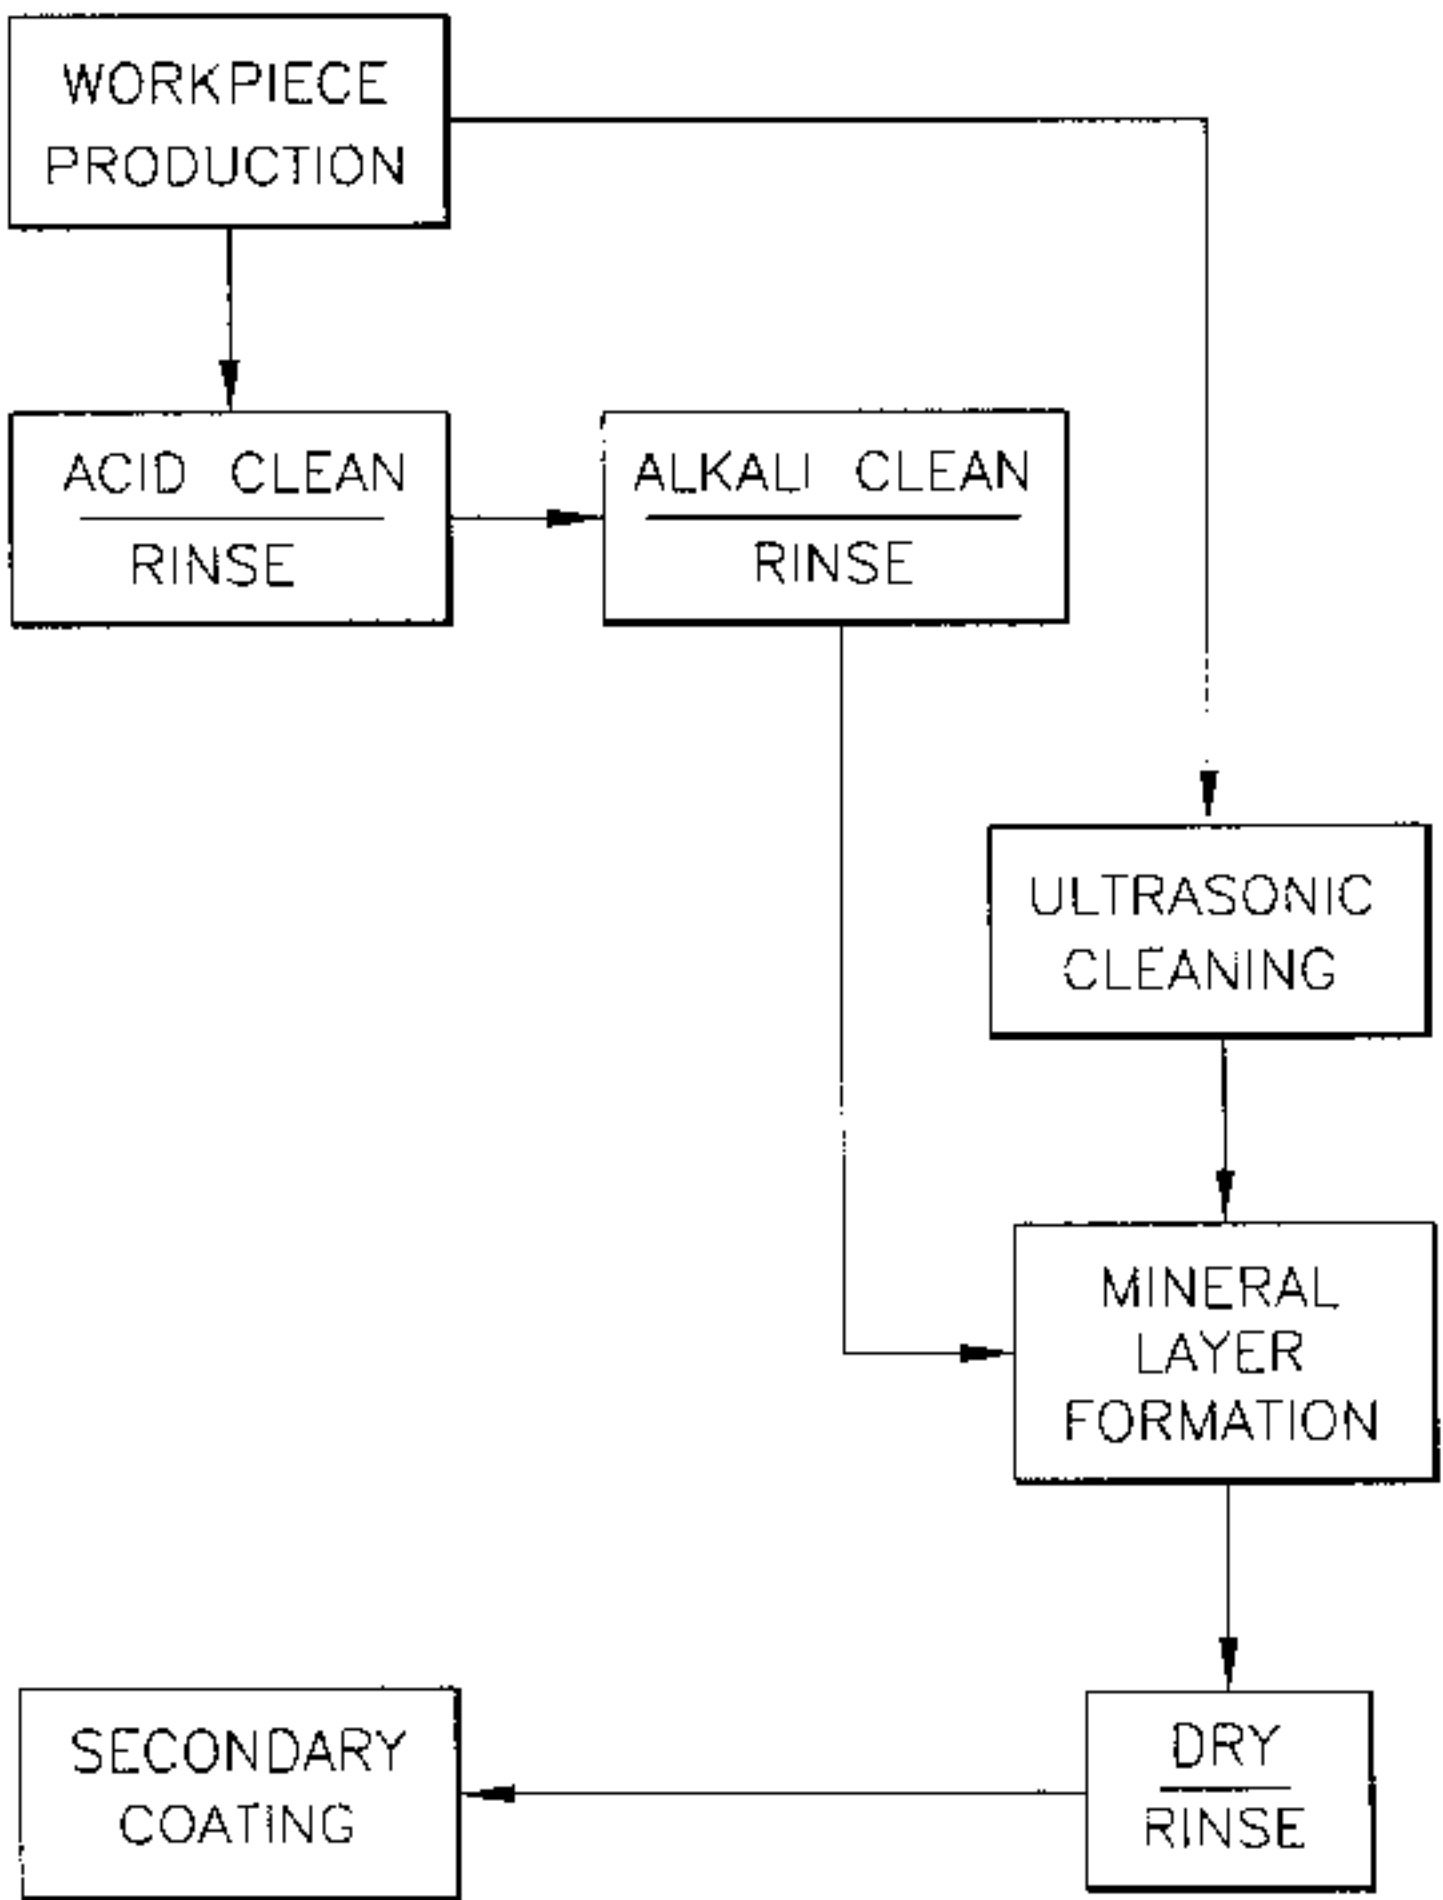 WORKPIECE
PRODUCTION
ACID CLEAN
RINSE
ALKALI CLEAN
RINSE
ULTRASONIC
CLEANING
MINERAL
LAYER
FORMATION
DRY
RINSE
SECONDARY
COATING